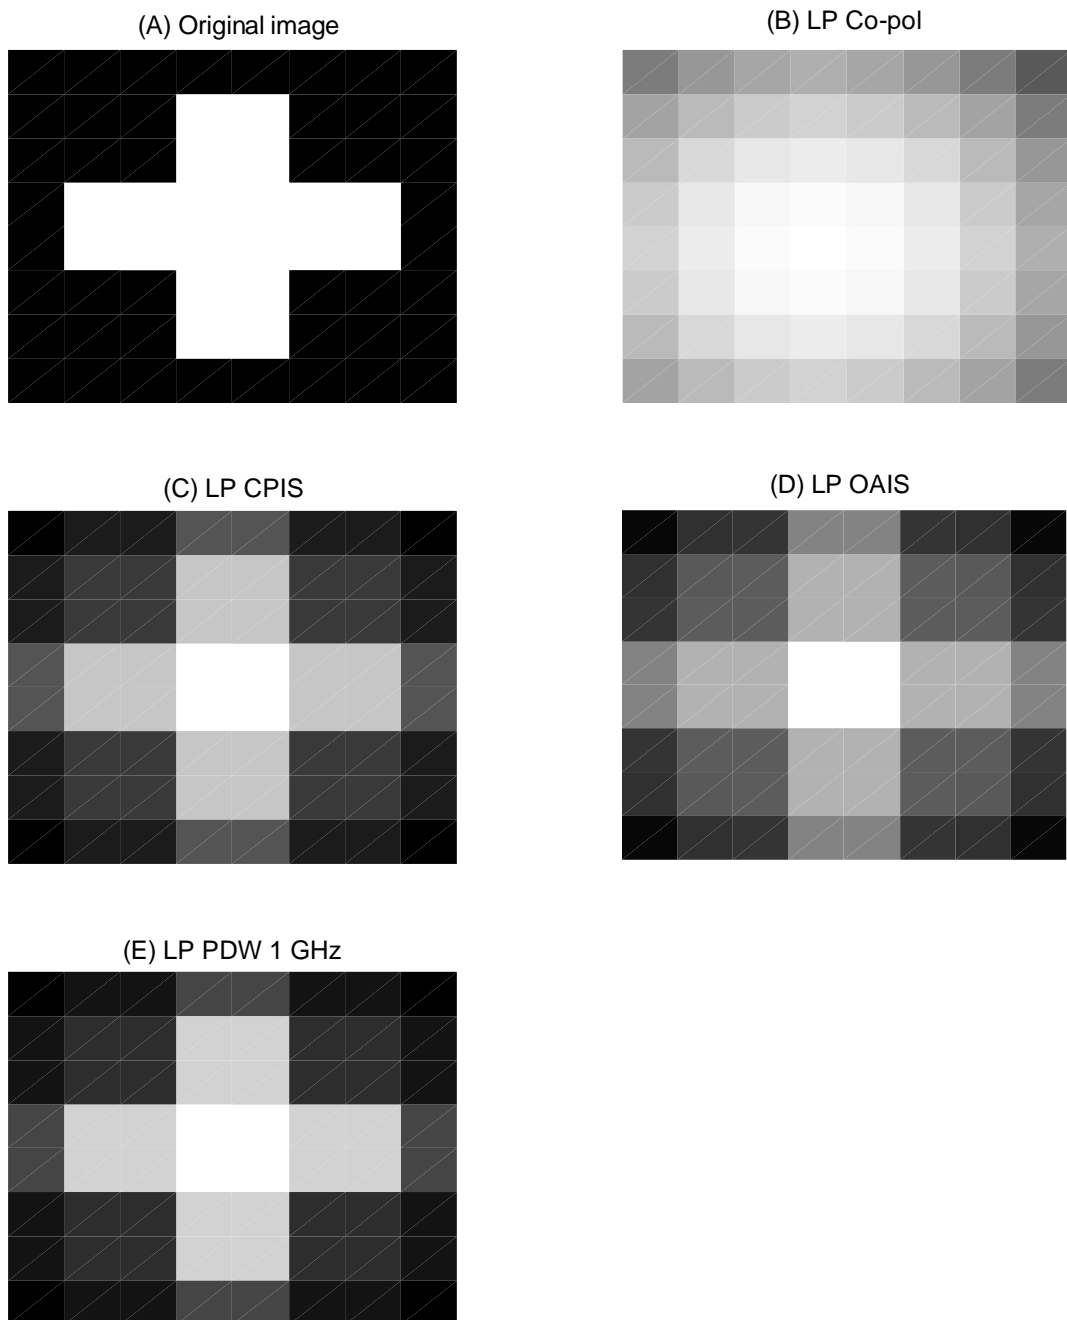 (A) Original image
(B) LP Co-pol
(C) LP CPIS
(D) LP OAIS
(E) LP PDW 1 GHz